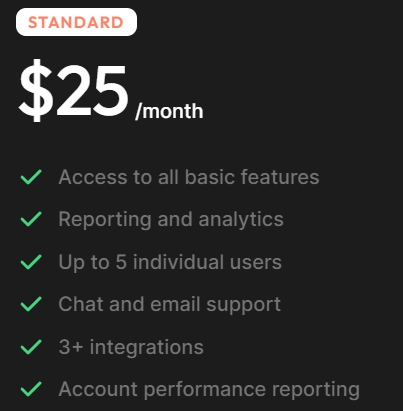 STANDARD
$25 /month
Access to all basic features
Reporting and analytics
Up to 5 individual users
Chat and email support
3+ integrations
Account performance reporting